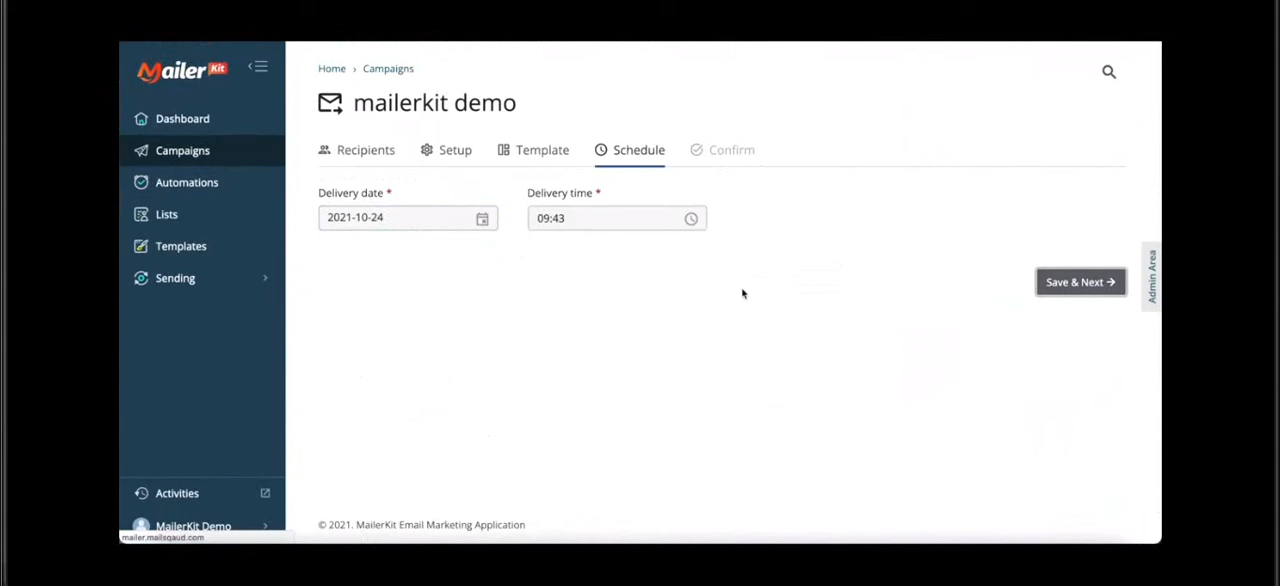 Mailer Kit
Home › Campaigns
mailerkit demo
Dashboard
Campaigns
Automations
Lists
Templates
Sending
Recipients Setup Template Schedule Confirm
Delivery date * Delivery time *
2021-10-24 09:43
Save & Next →
Admin Area
Activities
MailerKit Demo
© 2021. MailerKit Email Marketing Application
mailer.mailsqaud.com